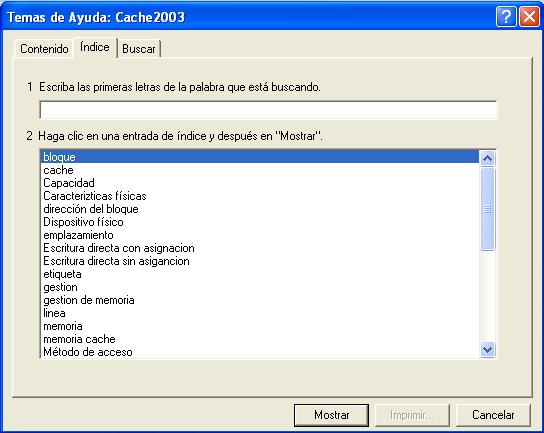 Temas de Ayuda: Cache2003
Contenido Índice Buscar
1 Escriba las primeras letras de la palabra que está buscando.
2 Haga clic en una entrada de índice y después en "Mostrar".
bloque
cache
Capacidad
Caracterizticas físicas
dirección del bloque
Dispositivo físico
emplazamiento
Escritura directa con asignacion
Escritura directa sin asigancion
etiqueta
gestion
gestion de memoria
linea
memoria
memoria cache
Método de acceso
Mostrar Imprimir... Cancelar